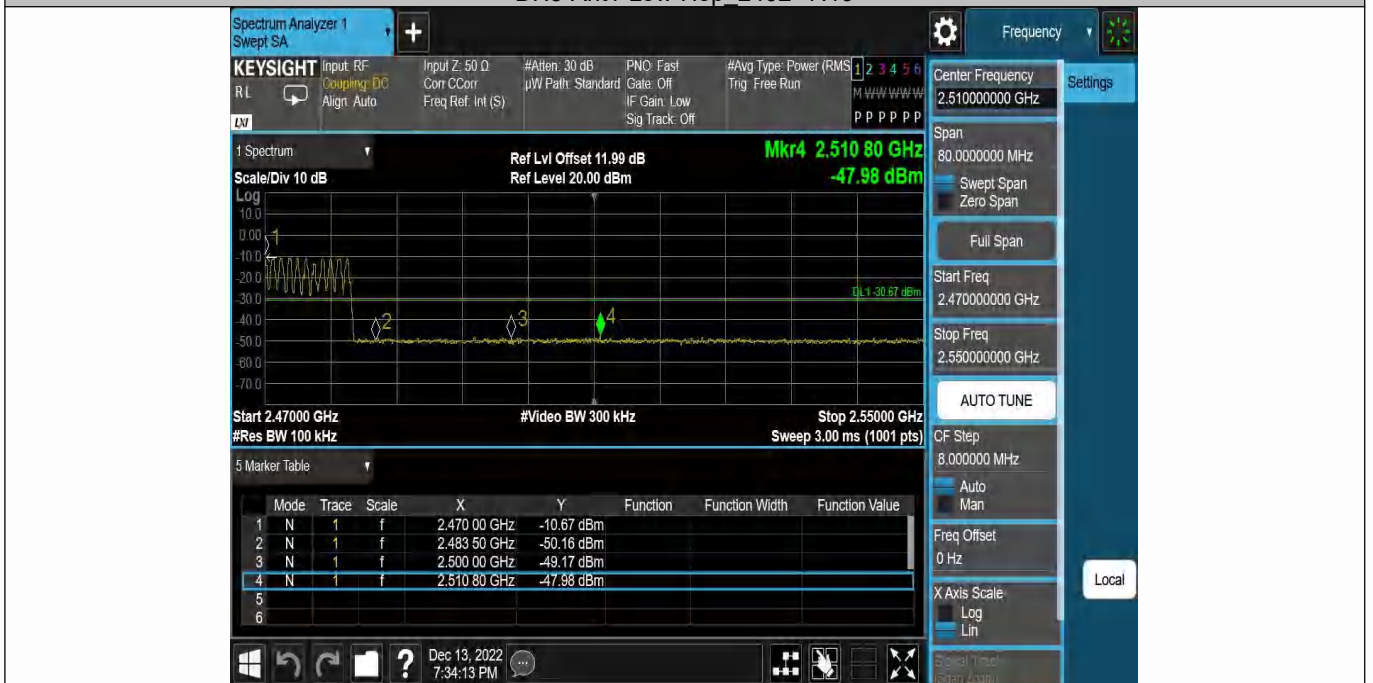 Spectrum Analyzer 1
Swept SA
+
Frequency
KEYSIGHT Input: RF Input Z: 50 Ω #Atten: 30 dB PNO: Fast #Avg Type: Power (RMS 1 2 3 4 5 6
RL Coupling: DC Corr CCorr µW Path: Standard Gate: Off Trig: Free Run M W W W W W
Align: Auto Freq Ref: Int (S) IF Gain: Low
LXI Sig Track: Off P P P P P P
Center Frequency
2.510000000 GHz
Settings
Span
80.0000000 MHz
Swept Span
Zero Span
Full Span
Start Freq
2.470000000 GHz
Stop Freq
2.550000000 GHz
AUTO TUNE
CF Step
8.000000 MHz
Auto
Man
Freq Offset
0 Hz
X Axis Scale
Log
Lin
Local
1 Spectrum Ref Lvl Offset 11.99 dB Mkr4 2.510 80 GHz
Scale/Div 10 dB Ref Level 20.00 dBm -47.98 dBm
Log
10.0
0.00
-10.0
-20.0
-30.0
-40.0
-50.0
-60.0
-70.0
1
2
3
4
DL1 -30.67 dBm
Start 2.47000 GHz #Video BW 300 kHz Stop 2.55000 GHz
#Res BW 100 kHz Sweep 3.00 ms (1001 pts)
5 Marker Table
Mode Trace Scale X Y Function Function Width Function Value
1 N 1 f 2.470 00 GHz -10.67 dBm
2 N 1 f 2.483 50 GHz -50.16 dBm
3 N 1 f 2.500 00 GHz -49.17 dBm
4 N 1 f 2.510 80 GHz -47.98 dBm
5
6
? Dec 13, 2022
7:34:13 PM